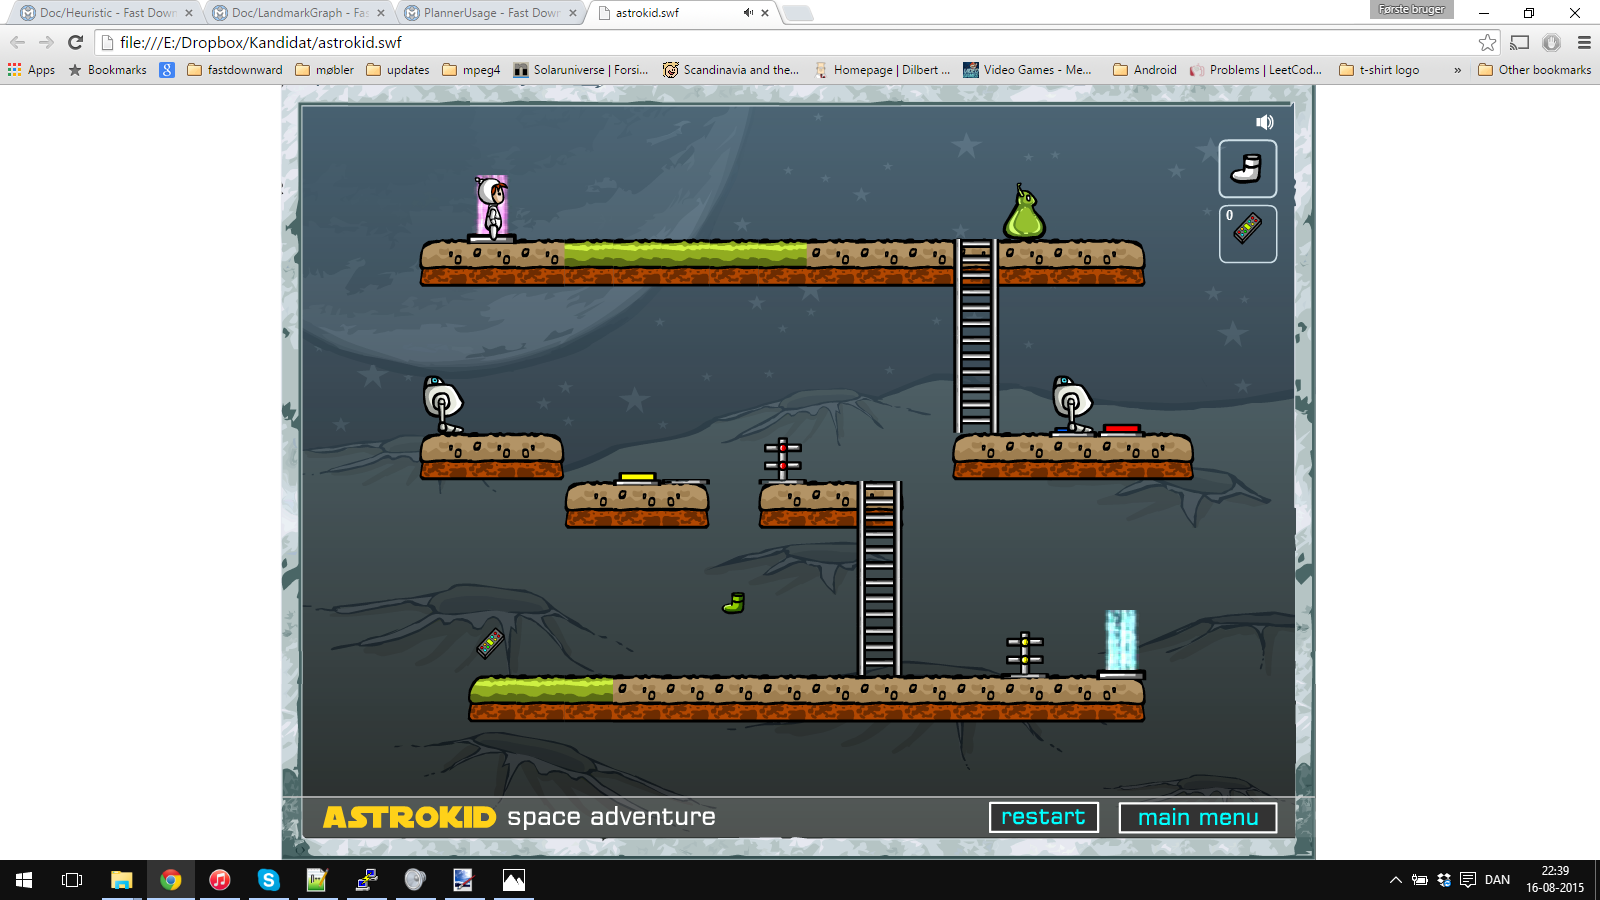 Doc/Heuristic - Fast Down
Doc/LandmarkGraph - Fas
PlannerUsage - Fast Down
astrokid.swf
Første bruger
file:///E:/Dropbox/Kandidat/astrokid.swf
Apps
Bookmarks
8
fastdownward
møbler
updates
mpeg4
Solaruniverse | Forsi...
Scandinavia and the...
Homepage | Dilbert ...
Video Games - Me...
Android
Problems | LeetCod...
t-shirt logo
»
Other bookmarks
0
ASTROKID space adventure
restart
main menu
22:39
DAN
16-08-2015